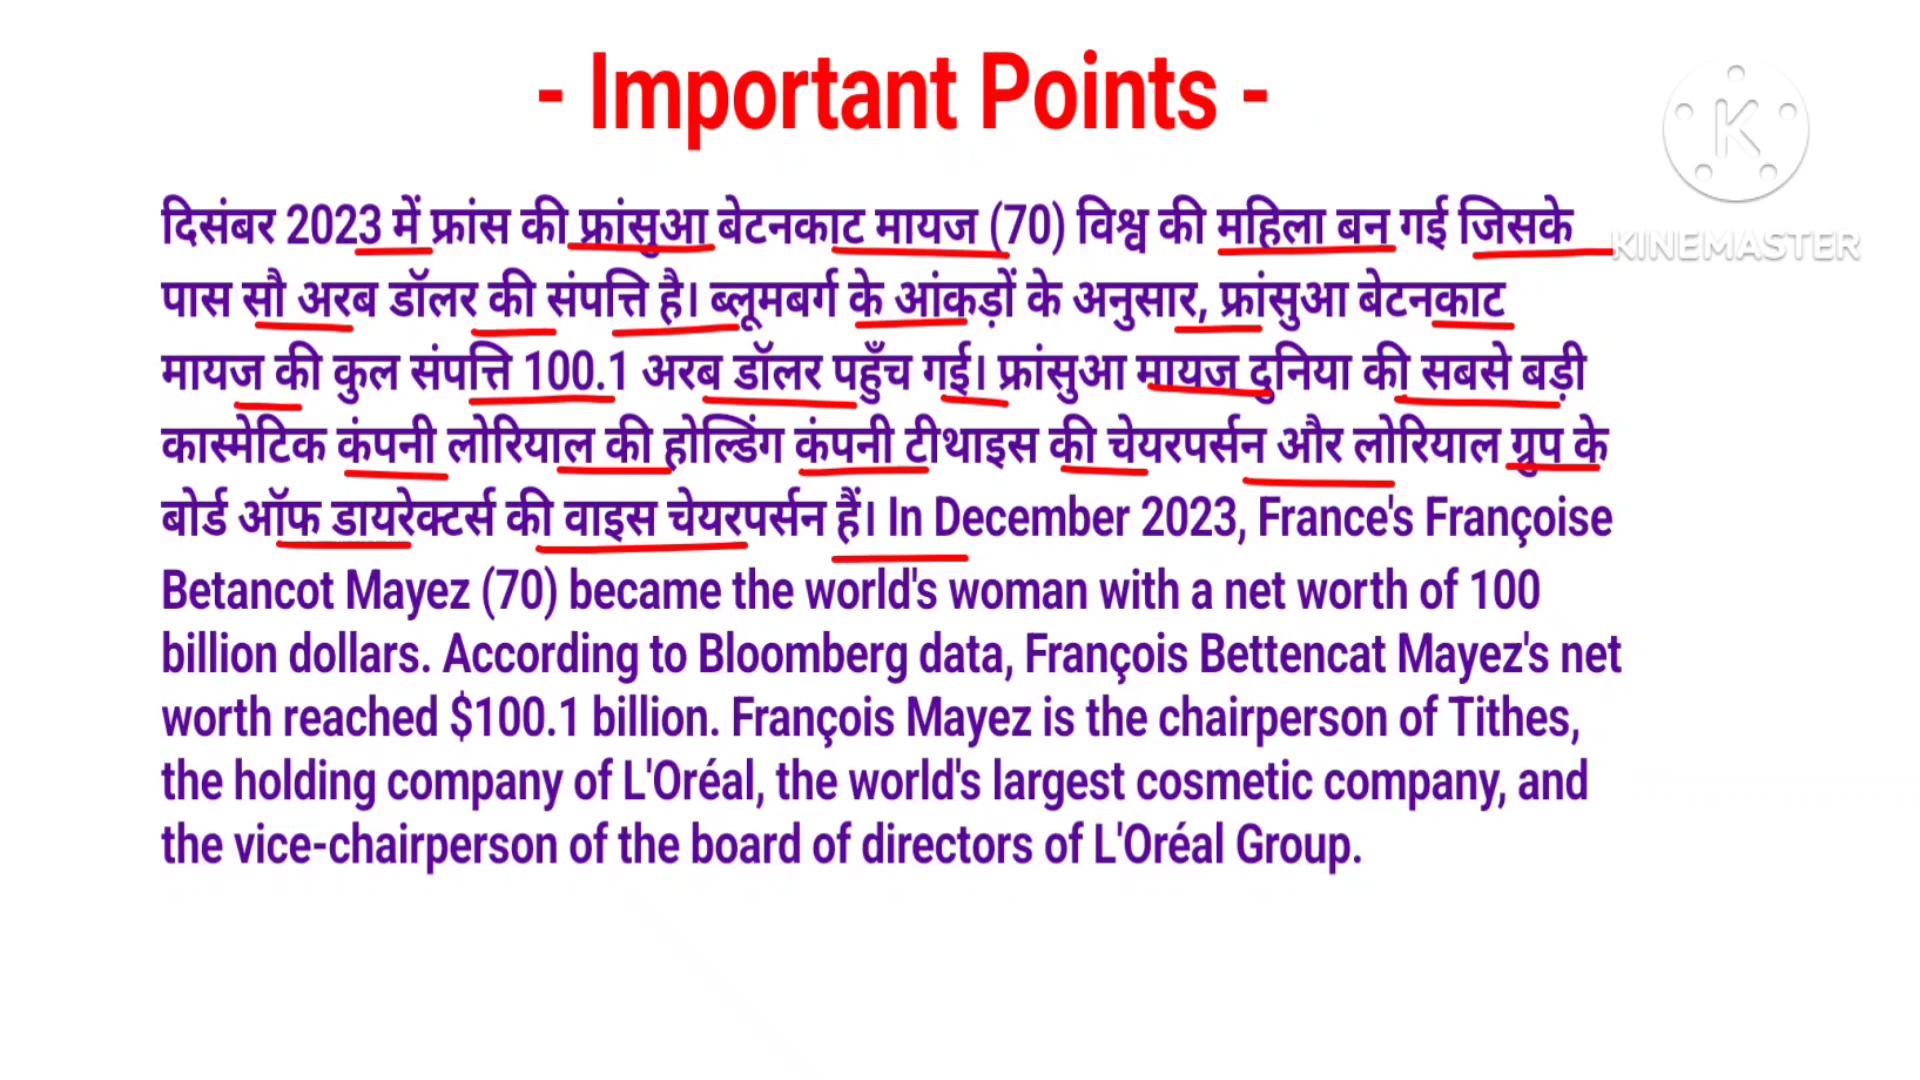 - Important Points -
K
KINEMASTER
दिसंबर 2023 में फ्रांस की फ्रांसुआ बेटनकाट मायज (70) विश्व की महिला बन गई जिसके
पास सौ अरब डॉलर की संपत्ति है। ब्लूमबर्ग के आंकड़ों के अनुसार, फ्रांसुआ बेटनकाट
मायज की कुल संपत्ति 100.1 अरब डॉलर पहुँच गई। फ्रांसुआ मायज दुनिया की सबसे बड़ी
कास्मेटिक कंपनी लोरियाल की होल्डिंग कंपनी टीथाइस की चेयरपर्सन और लोरियाल ग्रुप के
बोर्ड ऑफ डायरेक्टर्स की वाइस चेयरपर्सन हैं। In December 2023, France's Françoise
Betancot Mayez (70) became the world's woman with a net worth of 100
billion dollars. According to Bloomberg data, François Bettencat Mayez's net
worth reached $100.1 billion. François Mayez is the chairperson of Tithes,
the holding company of L'Oréal, the world's largest cosmetic company, and
the vice-chairperson of the board of directors of L'Oréal Group.